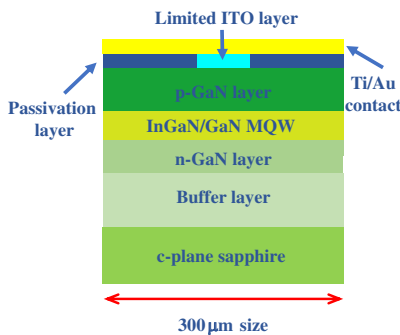 Limited ITO layer
Passivation
layer
Ti/Au
contact
p-GaN layer
InGaN/GaN MQW
n-GaN layer
Buffer layer
c-plane sapphire
300μm size